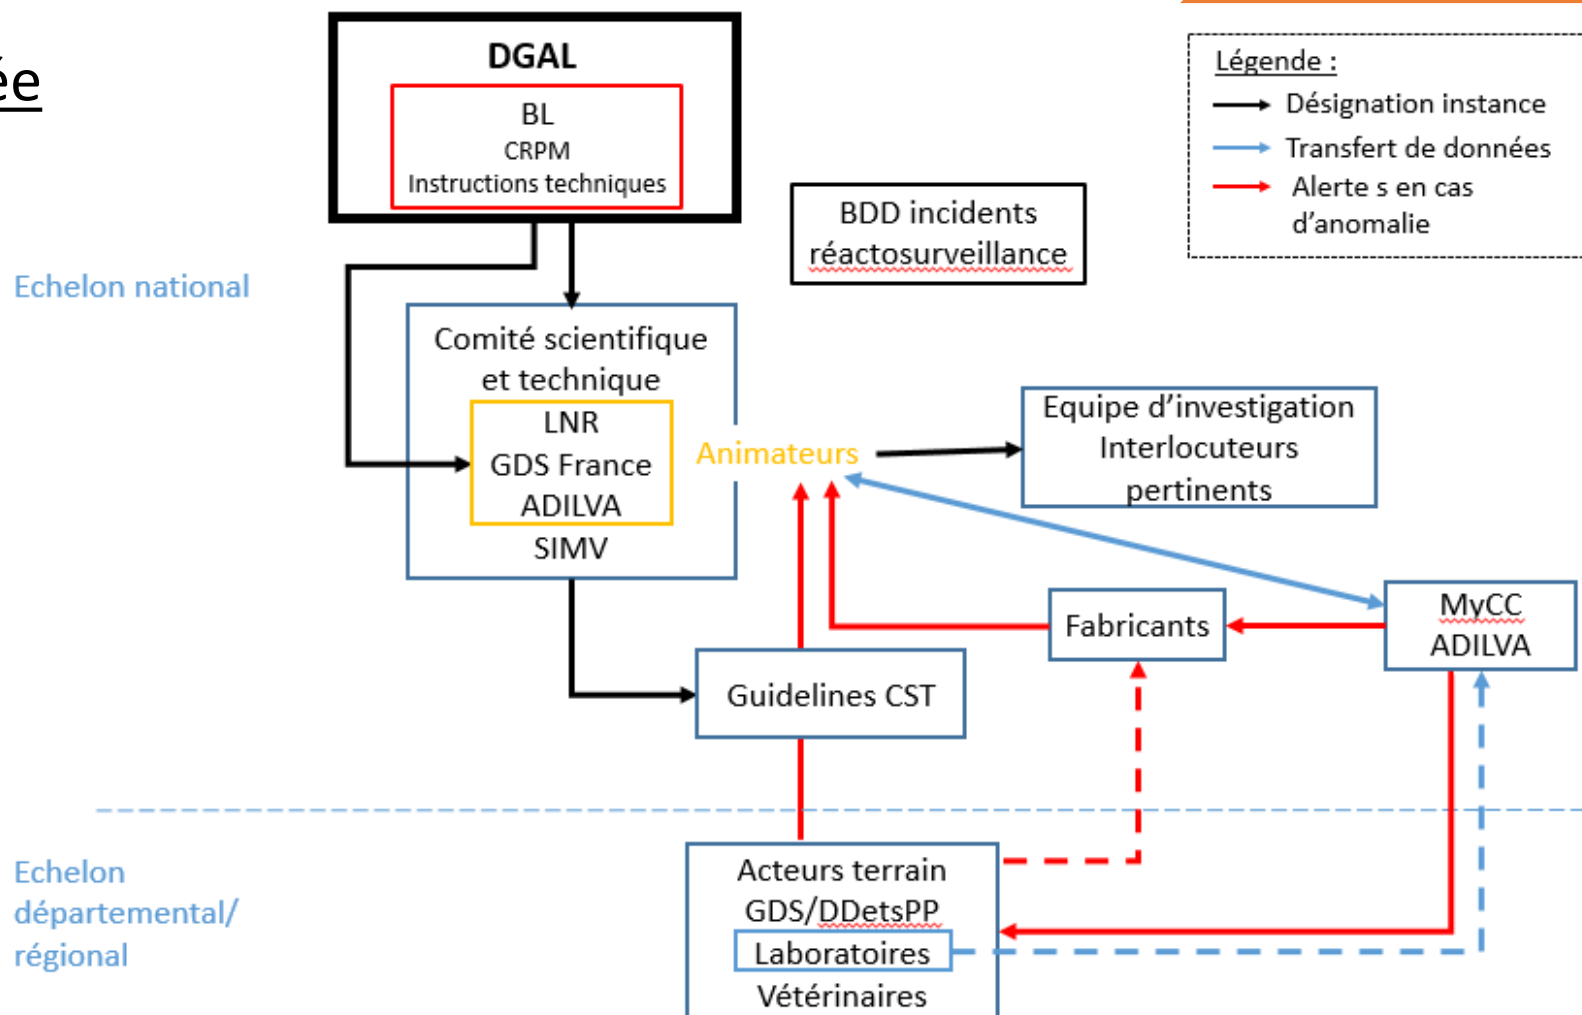 ée
DGAL
BL
CRPM
Instructions techniques
Légende :
Désignation instance
Transfert de données
Alerte s en cas
d’anomalie
BDD incidents
réactosurveillance
Echelon national
Comité scientifique
et technique
LNR
GDS France
ADILVA
SIMV
Animateurs
Equipe d’investigation
Interlocuteurs
pertinents
Fabricants
MyCC
ADILVA
Guidelines CST
Echelon
départemental/
régional
Acteurs terrain
GDS/DDetsPP
Laboratoires
Vétérinaires